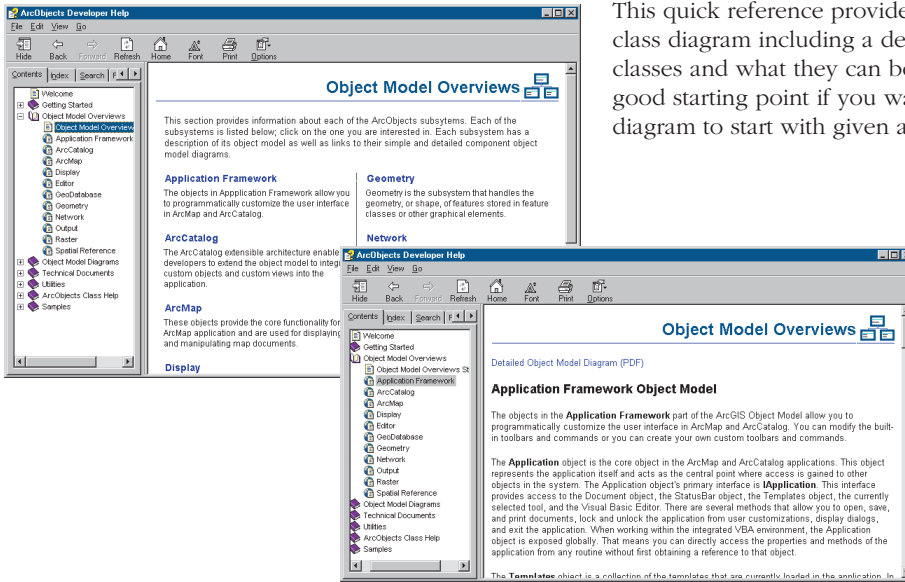 ArcObjects Developer Help
File Edit View Go
Hide Back Forward Refresh Home Font Print Options
Contents Index Search
Welcome
Getting Started
Object Model Overviews
Object Model Overview
Application Framework
ArcCatalog
ArcMap
Display
Editor
GeoDatabase
Geometry
Network
Output
Raster
Spatial Reference
Object Model Diagrams
Technical Documents
Utilities
ArcObjects Class Help
Samples
Object Model Overviews
This section provides information about each of the ArcObjects subsytems. Each of the
subsystems is listed below; click on the one you are interested in. Each subsystem has a
description of its object model as well as links to their simple and detailed component object
model diagrams.
Application Framework
The objects in Appplication Framework allow you
to programmatically customize the user interface
in ArcMap and ArcCatalog.
ArcCatalog
The ArcCatalog extensible architecture enable
developers to extend the object model to integ
custom objects and custom views into the
application.
ArcMap
These objects provide the core functionality for
ArcMap application and are used for displaying
and manipulating map documents.
Display
Geometry
Geometry is the subsystem that handles the
geometry, or shape, of features stored in feature
classes or other graphical elements.
Network
This quick reference provide
class diagram including a de
classes and what they can b
good starting point if you wa
diagram to start with given a
ArcObjects Developer Help
File Edit View Go
Hide Back Forward Refresh Home Font Print Options
Contents Index Search
Welcome
Getting Started
Object Model Overviews
Object Model Overviews St
Application Framework
ArcCatalog
ArcMap
Display
Editor
GeoDatabase
Geometry
Network
Output
Raster
Spatial Reference
Object Model Diagrams
Technical Documents
Utilities
ArcObjects Class Help
Samples
Object Model Overviews
Detailed Object Model Diagram (PDF)
Application Framework Object Model
The objects in the Application Framework part of the ArcGIS Object Model allow you to
programmatically customize the user interface in ArcMap and ArcCatalog. You can modify the built-
in toolbars and commands or you can create your own custom toolbars and commands.
The Application object is the core object in the ArcMap and ArcCatalog applications. This object
represents the application itself and acts as the central point where access is gained to other
objects in the system. The Application object's primary interface is IApplication. This interface
provides access to the Document object, the StatusBar object, the Templates object, the currently
selected tool, and the Visual Basic Editor. There are several methods that allow you to open, save,
and print documents, lock and unlock the application from user customizations, display dialogs,
and exit the application. When working within the integrated VBA environment, the Application
object is exposed globally. That means you can directly access the properties and methods of the
application from any routine without first obtaining a reference to that object.
The Templates object is a collection of the templates that are currently loaded in the application. In